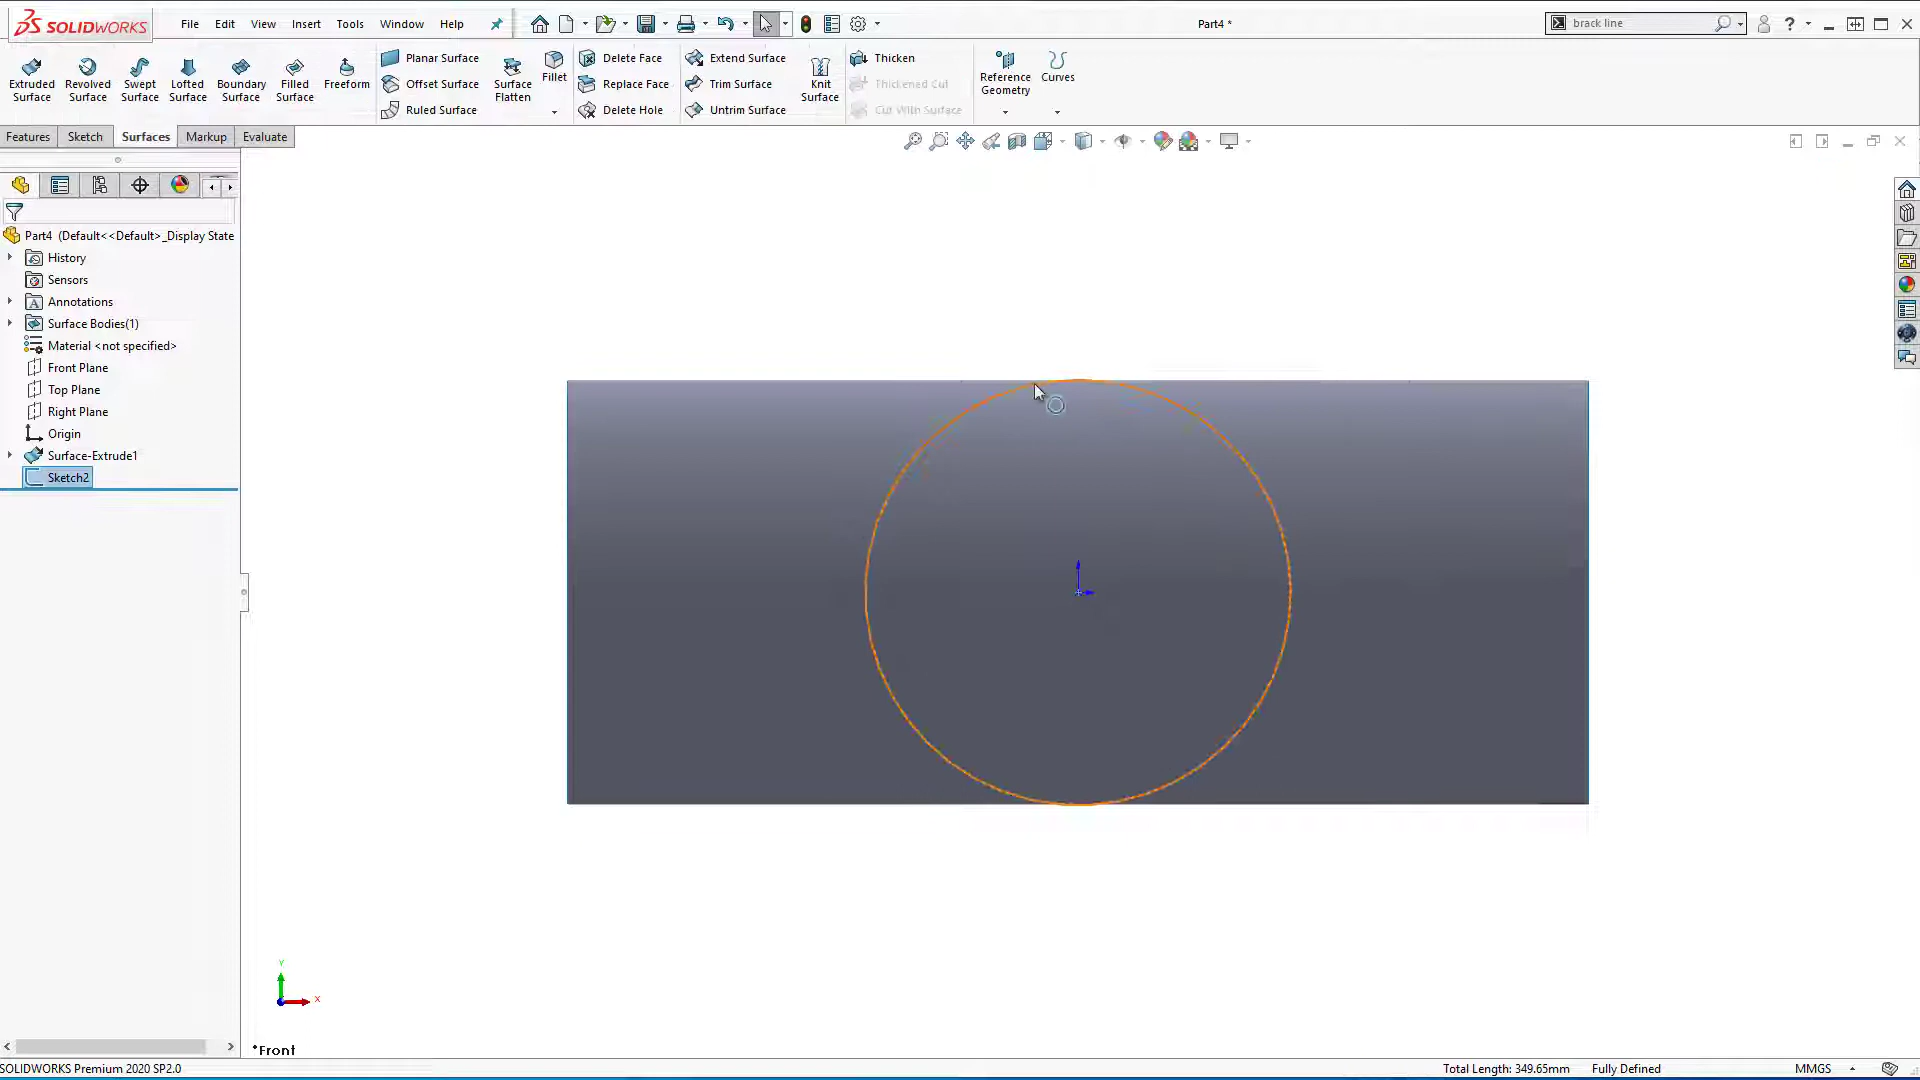 SOLIDWORKS File Edit View Insert Tools Window Help Part4 * brack line ?
Extruded Surface
Revolved Surface
Swept Surface
Lofted Surface
Boundary Surface
Filled Surface
Freeform
Planar Surface
Offset Surface
Ruled Surface
Surface Flatten
Fillet
Delete Face
Replace Face
Delete Hole
Extend Surface
Trim Surface
Untrim Surface
Knit Surface
Thicken
Thickened Cut
Cut With Surface
Reference Geometry
Curves
Features Sketch Surfaces Markup Evaluate
Part4 (Default<<Default>_Display State
History
Sensors
Annotations
Surface Bodies(1)
Material <not specified>
Front Plane
Top Plane
Right Plane
Origin
Surface-Extrude1
Sketch2
Y
X
*Front
SOLIDWORKS Premium 2020 SP2.0 Total Length: 349.65mm Fully Defined MMGS